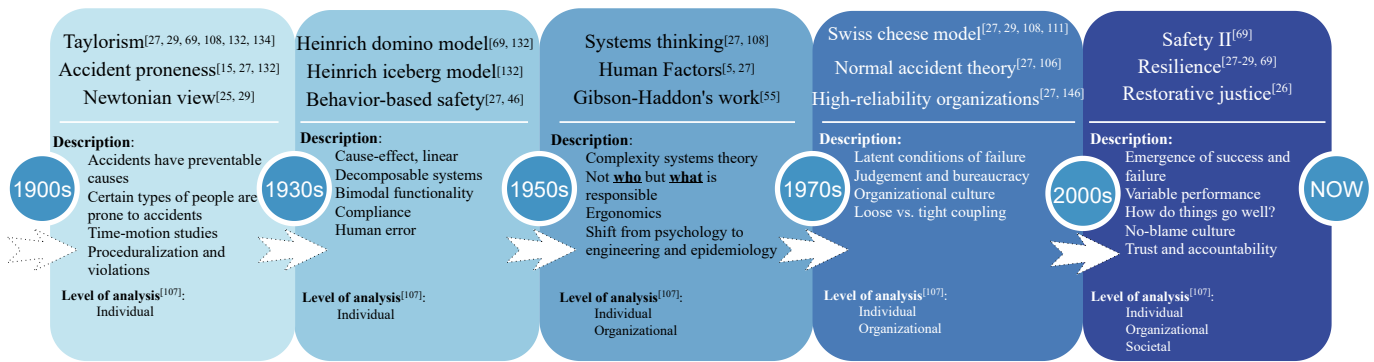 1900s
Taylorism[27, 29, 69, 108, 132, 134]
Accident proneness[15, 27, 132]
Newtonian view[25, 29]
Description:
Accidents have preventable
causes
Certain types of people are
prone to accidents
Time-motion studies
Proceduralization and
violations
Level of analysis[107]:
Individual
1930s
Heinrich domino model[69, 132]
Heinrich iceberg model[132]
Behavior-based safety[27, 46]
Description:
Cause-effect, linear
Decomposable systems
Bimodal functionality
Compliance
Human error
Level of analysis[107]:
Individual
1950s
Systems thinking[27, 108]
Human Factors[5, 27]
Gibson-Haddon's work[55]
Description:
Complexity systems theory
Not who but what is
responsible
Ergonomics
Shift from psychology to
engineering and epidemiology
Level of analysis[107]:
Individual
Organizational
1970s
Swiss cheese model[27, 29, 108, 111]
Normal accident theory[27, 106]
High-reliability organizations[27, 146]
Description:
Latent conditions of failure
Judgement and bureaucracy
Organizational culture
Loose vs. tight coupling
Level of analysis[107]:
Individual
Organizational
2000s
Safety II[69]
Resilience[27-29, 69]
Restorative justice[26]
Description:
Emergence of success and
failure
Variable performance
How do things go well?
No-blame culture
Trust and accountability
Level of analysis[107]:
Individual
Organizational
Societal
NOW